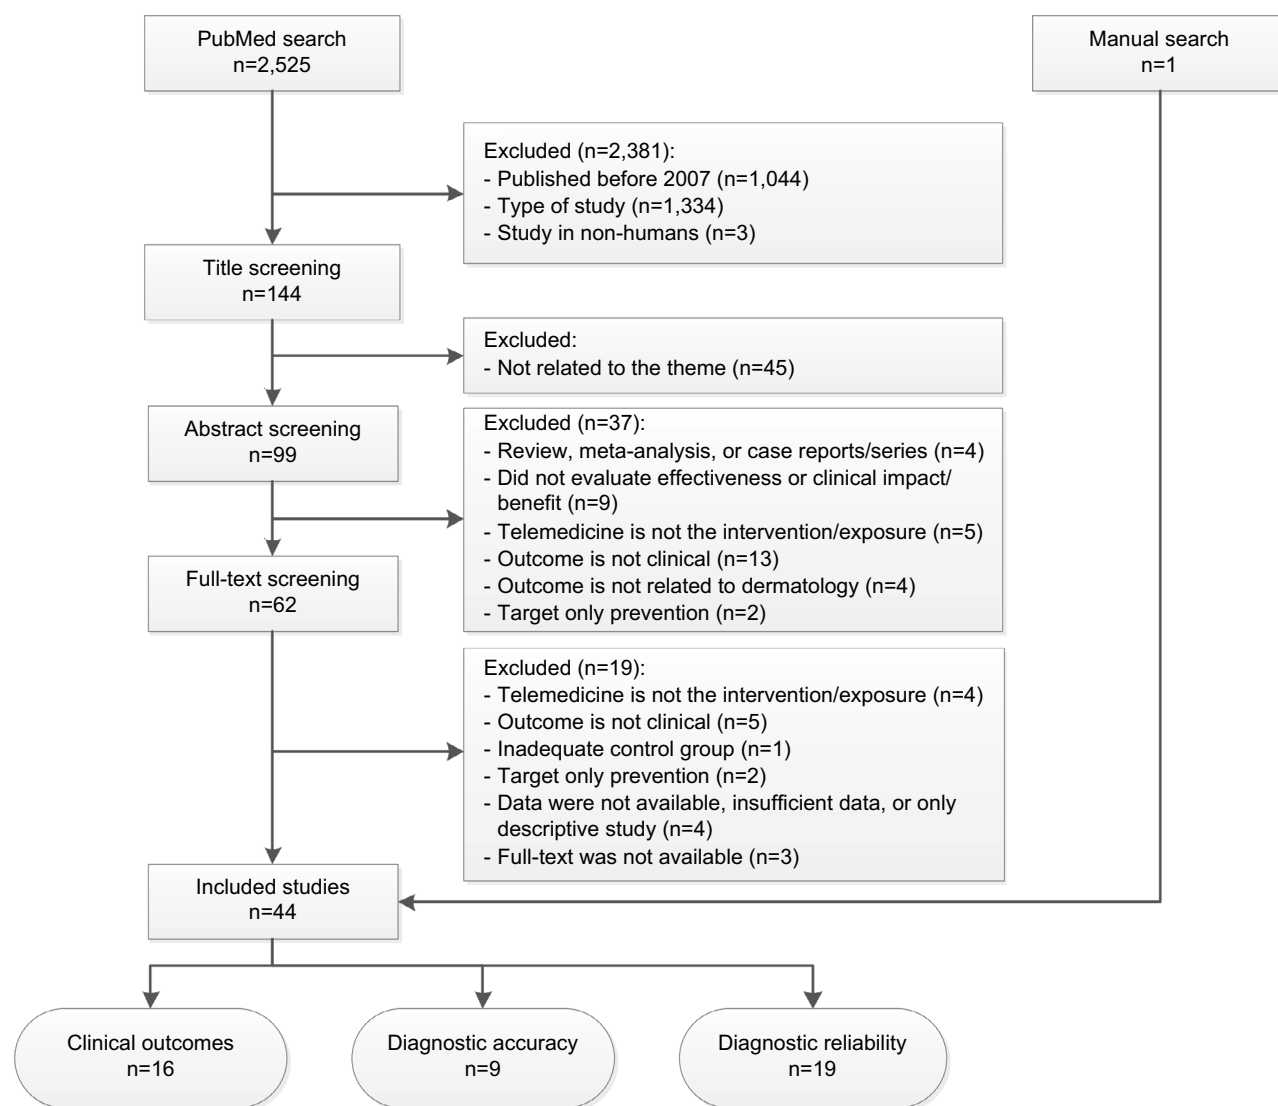 PubMed search
n=2,525
Manual search
n=1
Excluded (n=2,381):
- Published before 2007 (n=1,044)
- Type of study (n=1,334)
- Study in non-humans (n=3)
Title screening
n=144
Excluded:
- Not related to the theme (n=45)
Abstract screening
n=99
Excluded (n=37):
- Review, meta-analysis, or case reports/series (n=4)
- Did not evaluate effectiveness or clinical impact/
benefit (n=9)
- Telemedicine is not the intervention/exposure (n=5)
- Outcome is not clinical (n=13)
- Outcome is not related to dermatology (n=4)
- Target only prevention (n=2)
Full-text screening
n=62
Excluded (n=19):
- Telemedicine is not the intervention/exposure (n=4)
- Outcome is not clinical (n=5)
- Inadequate control group (n=1)
- Target only prevention (n=2)
- Data were not available, insufficient data, or only
descriptive study (n=4)
- Full-text was not available (n=3)
Included studies
n=44
Clinical outcomes
n=16
Diagnostic accuracy
n=9
Diagnostic reliability
n=19